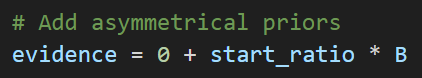 # Add asymmetrical priors
evidence = 0 + start_ratio * B